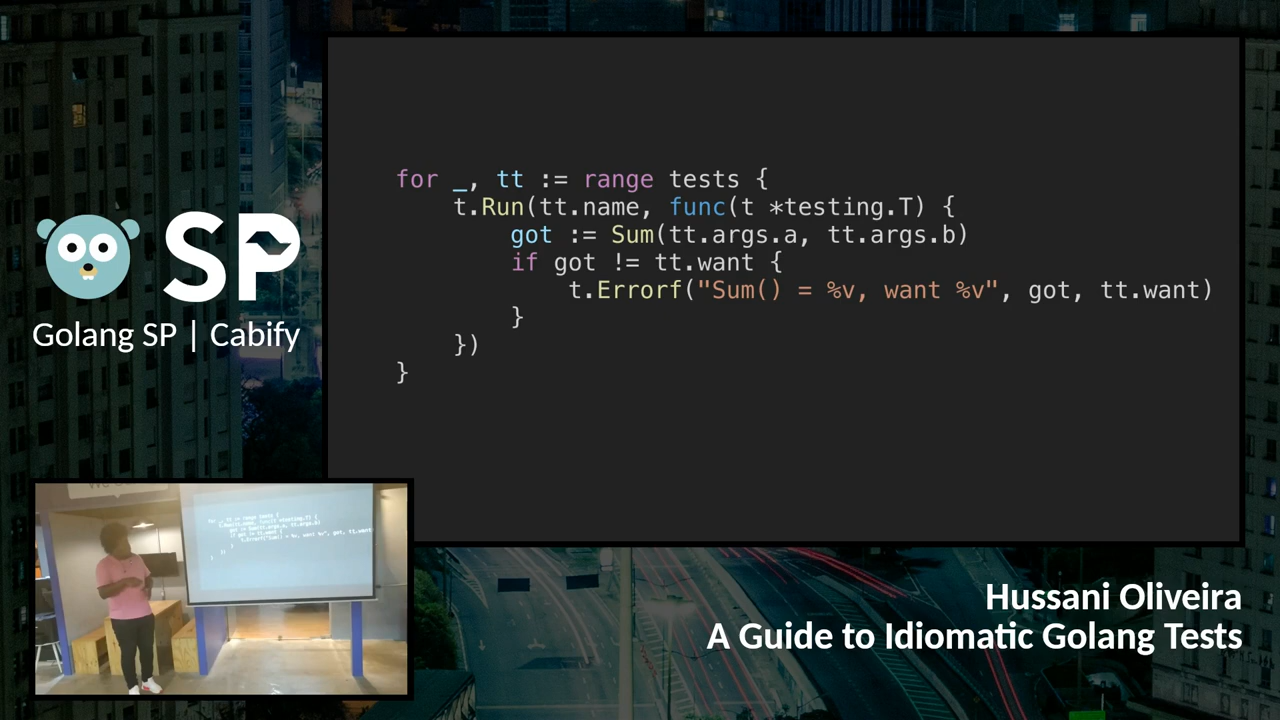 SP
Golang SP | Cabify
for _, tt := range tests {
    t.Run(tt.name, func(t *testing.T) {
        got := Sum(tt.args.a, tt.args.b)
        if got != tt.want {
            t.Errorf("Sum() = %v, want %v", got, tt.want)
        }
    })
}
Hussani Oliveira
A Guide to Idiomatic Golang Tests